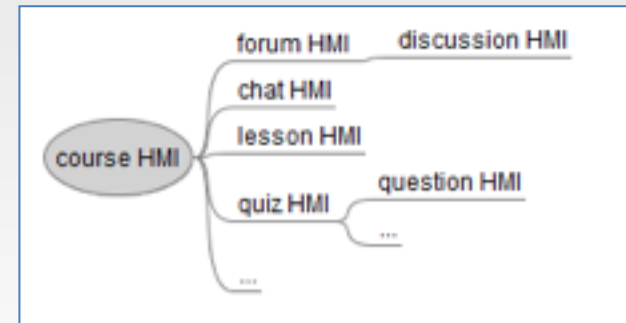 forum HMI
discussion HMI
chat HMI
lesson HMI
course HMI
question HMI
quiz HMI
...
...